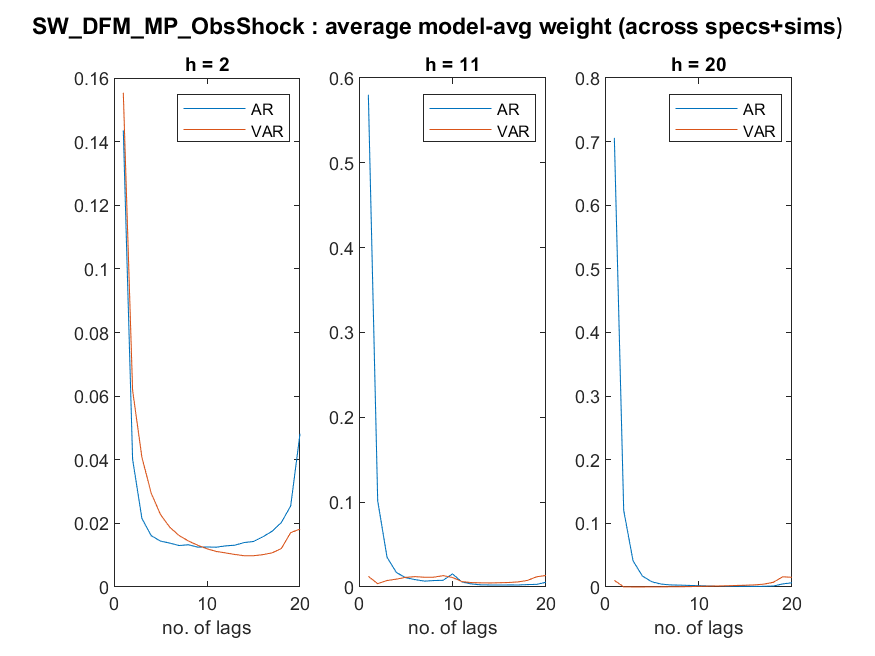 SW_DFM_MP_ObsShock : average model-avg weight (across specs+sims)
h = 2
0.16
0.14
0.12
0.1
0.08
0.06
0.04
0.02
0
0 10 20
no. of lags
AR
VAR
h = 11
0.6
0.5
0.4
0.3
0.2
0.1
0
0 10 20
no. of lags
AR
VAR
h = 20
0.8
0.7
0.6
0.5
0.4
0.3
0.2
0.1
0
0 10 20
no. of lags
AR
VAR